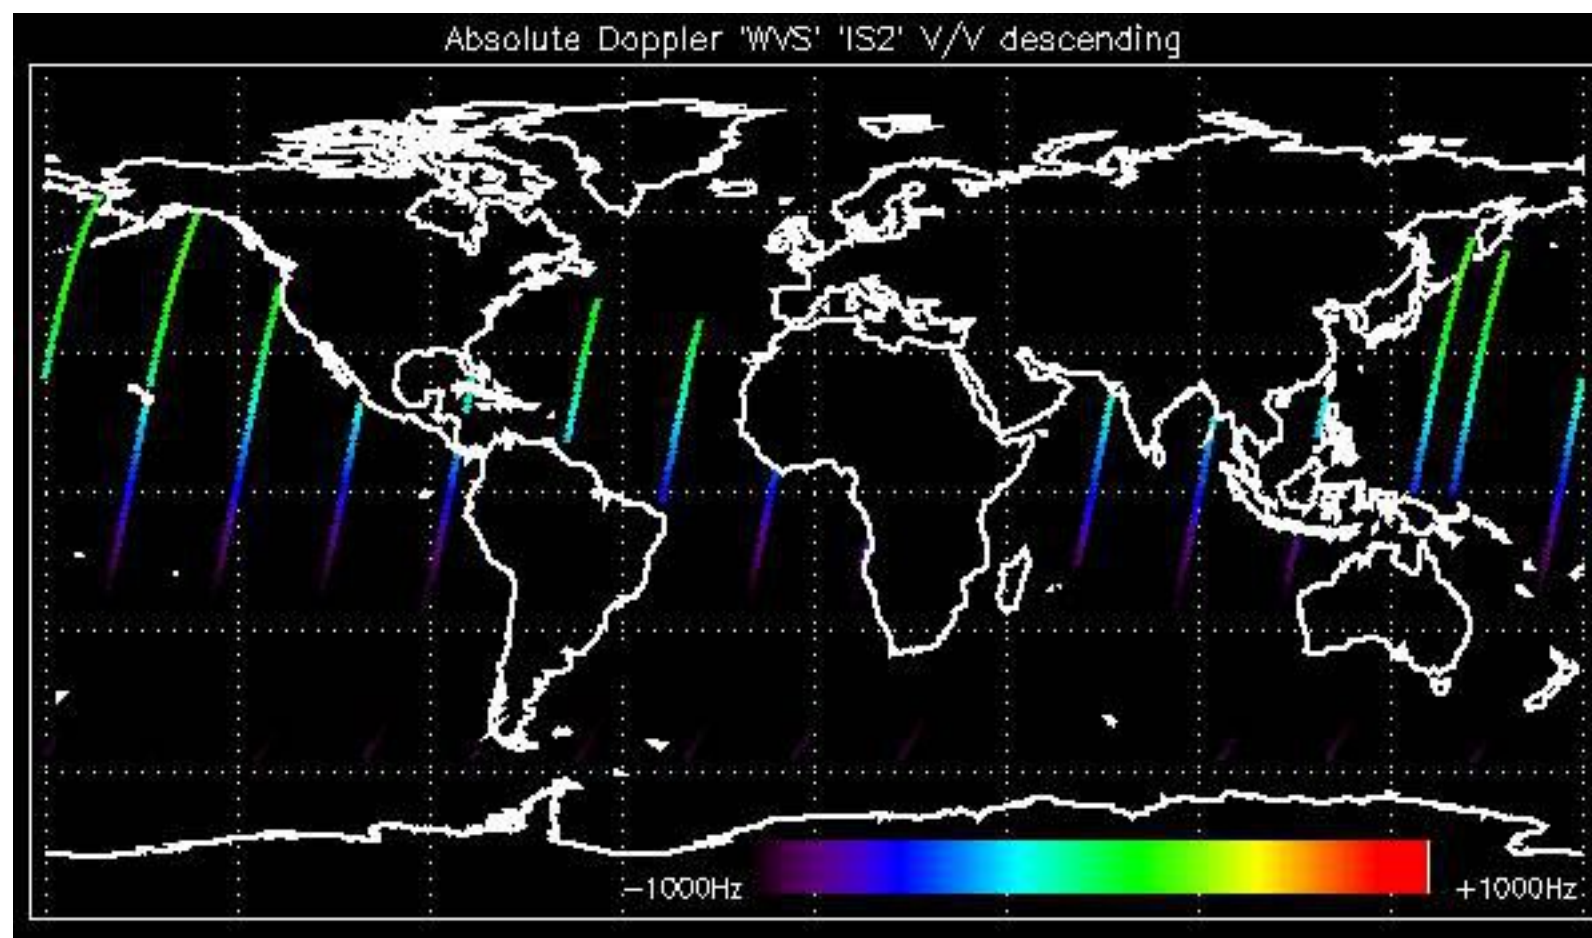 Absolute Doppler 'WVS' 'IS2' V/V descending
-1000Hz
+1000Hz